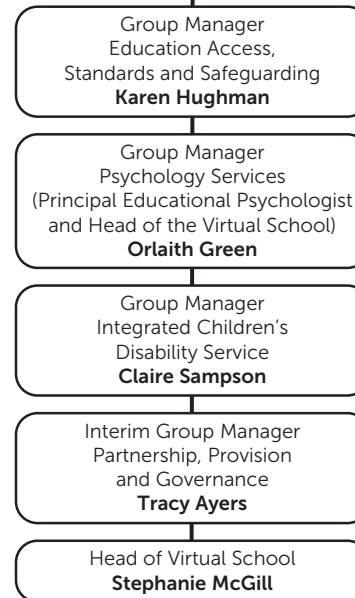 Group Manager
Education Access,
Standards and Safeguarding
Karen Hughman
Group Manager
Psychology Services
(Principal Educational Psychologist
and Head of the Virtual School)
Orlaith Green
Group Manager
Integrated Children's
Disability Service
Claire Sampson
Interim Group Manager
Partnership, Provision
and Governance
Tracy Ayers
Head of Virtual School
Stephanie McGill